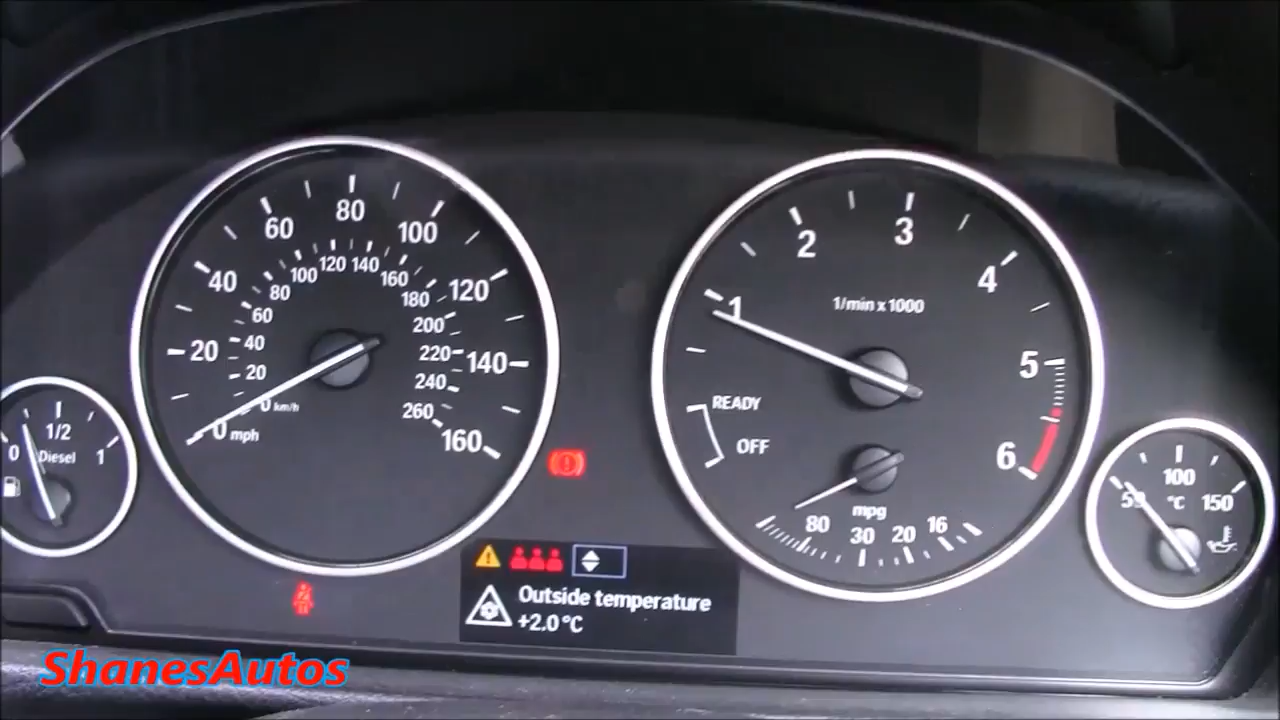 20 40 60 80 100 120 140 160
20 40 60 80 100 120 140 160 180 200 220 240 260
0 km/h
0 mph
1 2 3 4 5 6
1/min x 1000
READY
OFF
mpg
80 30 20 16
0 1/2 1
Diesel
100
°C 150
Outside temperature
+2.0 °C
ShanesAutos